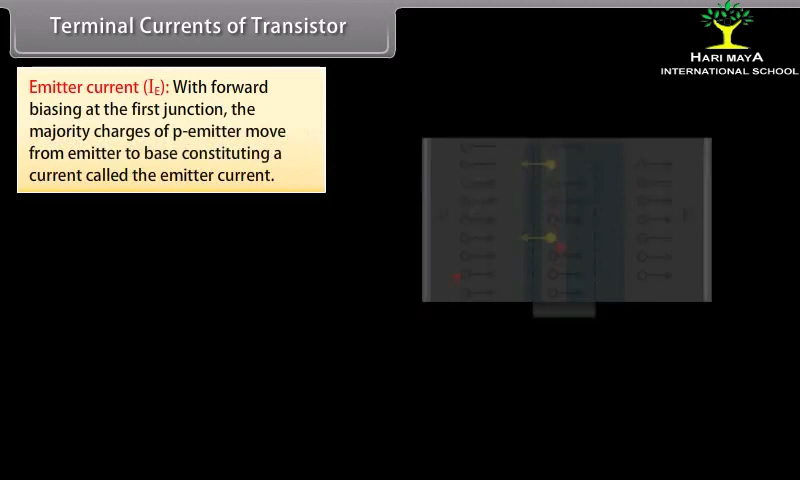 Terminal Currents of Transistor
HARI MAYA
INTERNATIONAL SCHOOL
Emitter current (IE): With forward
biasing at the first junction, the
majority charges of p-emitter move
from emitter to base constituting a
current called the emitter current.